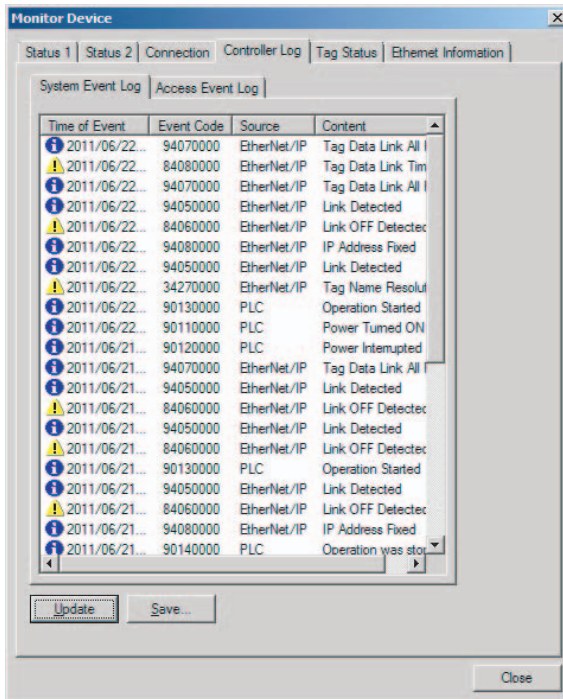 Monitor Device
Status 1 Status 2 Connection Controller Log Tag Status Ethernet Information
System Event Log Access Event Log
Time of Event Event Code Source Content
2011/06/22... 94070000 EtherNet/IP Tag Data Link All
2011/06/22... 84080000 EtherNet/IP Tag Data Link Tim
2011/06/22... 94070000 EtherNet/IP Tag Data Link All
2011/06/22... 94050000 EtherNet/IP Link Detected
2011/06/22... 84060000 EtherNet/IP Link OFF Detected
2011/06/22... 94080000 EtherNet/IP IP Address Fixed
2011/06/22... 94050000 EtherNet/IP Link Detected
2011/06/22... 34270000 EtherNet/IP Tag Name Resolut
2011/06/22... 90130000 PLC Operation Started
2011/06/22... 90110000 PLC Power Turned ON
2011/06/21... 90120000 PLC Power Interrupted
2011/06/21... 94070000 EtherNet/IP Tag Data Link All
2011/06/21... 94050000 EtherNet/IP Link Detected
2011/06/21... 84060000 EtherNet/IP Link OFF Detected
2011/06/21... 94050000 EtherNet/IP Link Detected
2011/06/21... 84060000 EtherNet/IP Link OFF Detected
2011/06/21... 90130000 PLC Operation Started
2011/06/21... 94050000 EtherNet/IP Link Detected
2011/06/21... 84060000 EtherNet/IP Link OFF Detected
2011/06/21... 94080000 EtherNet/IP IP Address Fixed
2011/06/21... 90140000 PLC Operation was stop
Update Save...
Close